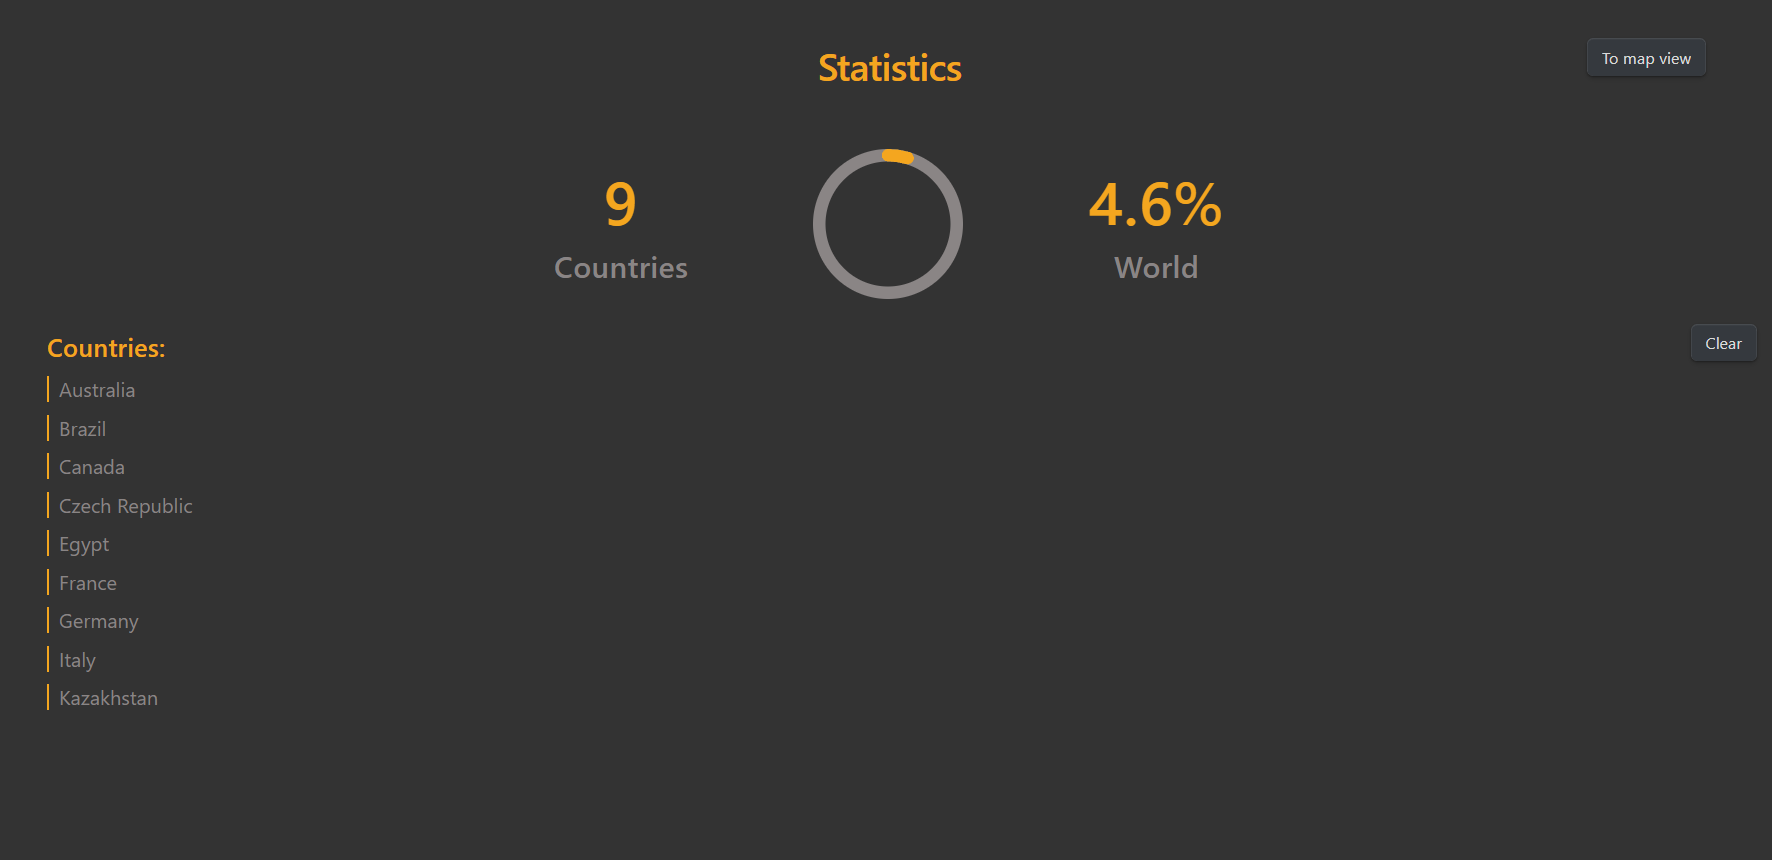 Statistics
To map view
9
Countries
4.6%
World
Countries:
Clear
Australia
Brazil
Canada
Czech Republic
Egypt
France
Germany
Italy
Kazakhstan